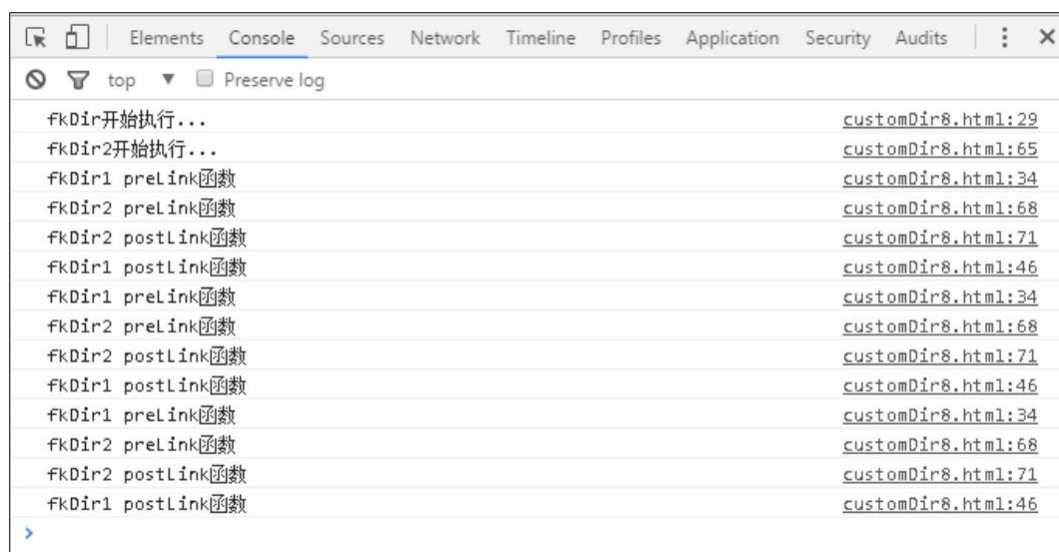 Elements Console Sources Network Timeline Profiles Application Security Audits
top Preserve log
fkDir开始执行... customDir8.html:29
fkDir2开始执行... customDir8.html:65
fkDir1 preLink函数 customDir8.html:34
fkDir2 preLink函数 customDir8.html:68
fkDir2 postLink函数 customDir8.html:71
fkDir1 postLink函数 customDir8.html:46
fkDir1 preLink函数 customDir8.html:34
fkDir2 preLink函数 customDir8.html:68
fkDir2 postLink函数 customDir8.html:71
fkDir1 postLink函数 customDir8.html:46
fkDir1 preLink函数 customDir8.html:34
fkDir2 preLink函数 customDir8.html:68
fkDir2 postLink函数 customDir8.html:71
fkDir1 postLink函数 customDir8.html:46